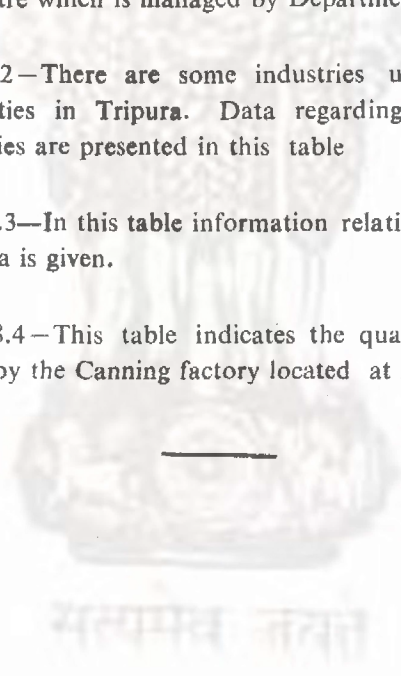 tre which is managed by Departme
2—There are some industries u
ties in Tripura. Data regarding
ies are presented in this table
.3—In this table information relati
a is given.
8.4—This table indicates the qua
by the Canning factory located at
सत्यमेव जयते